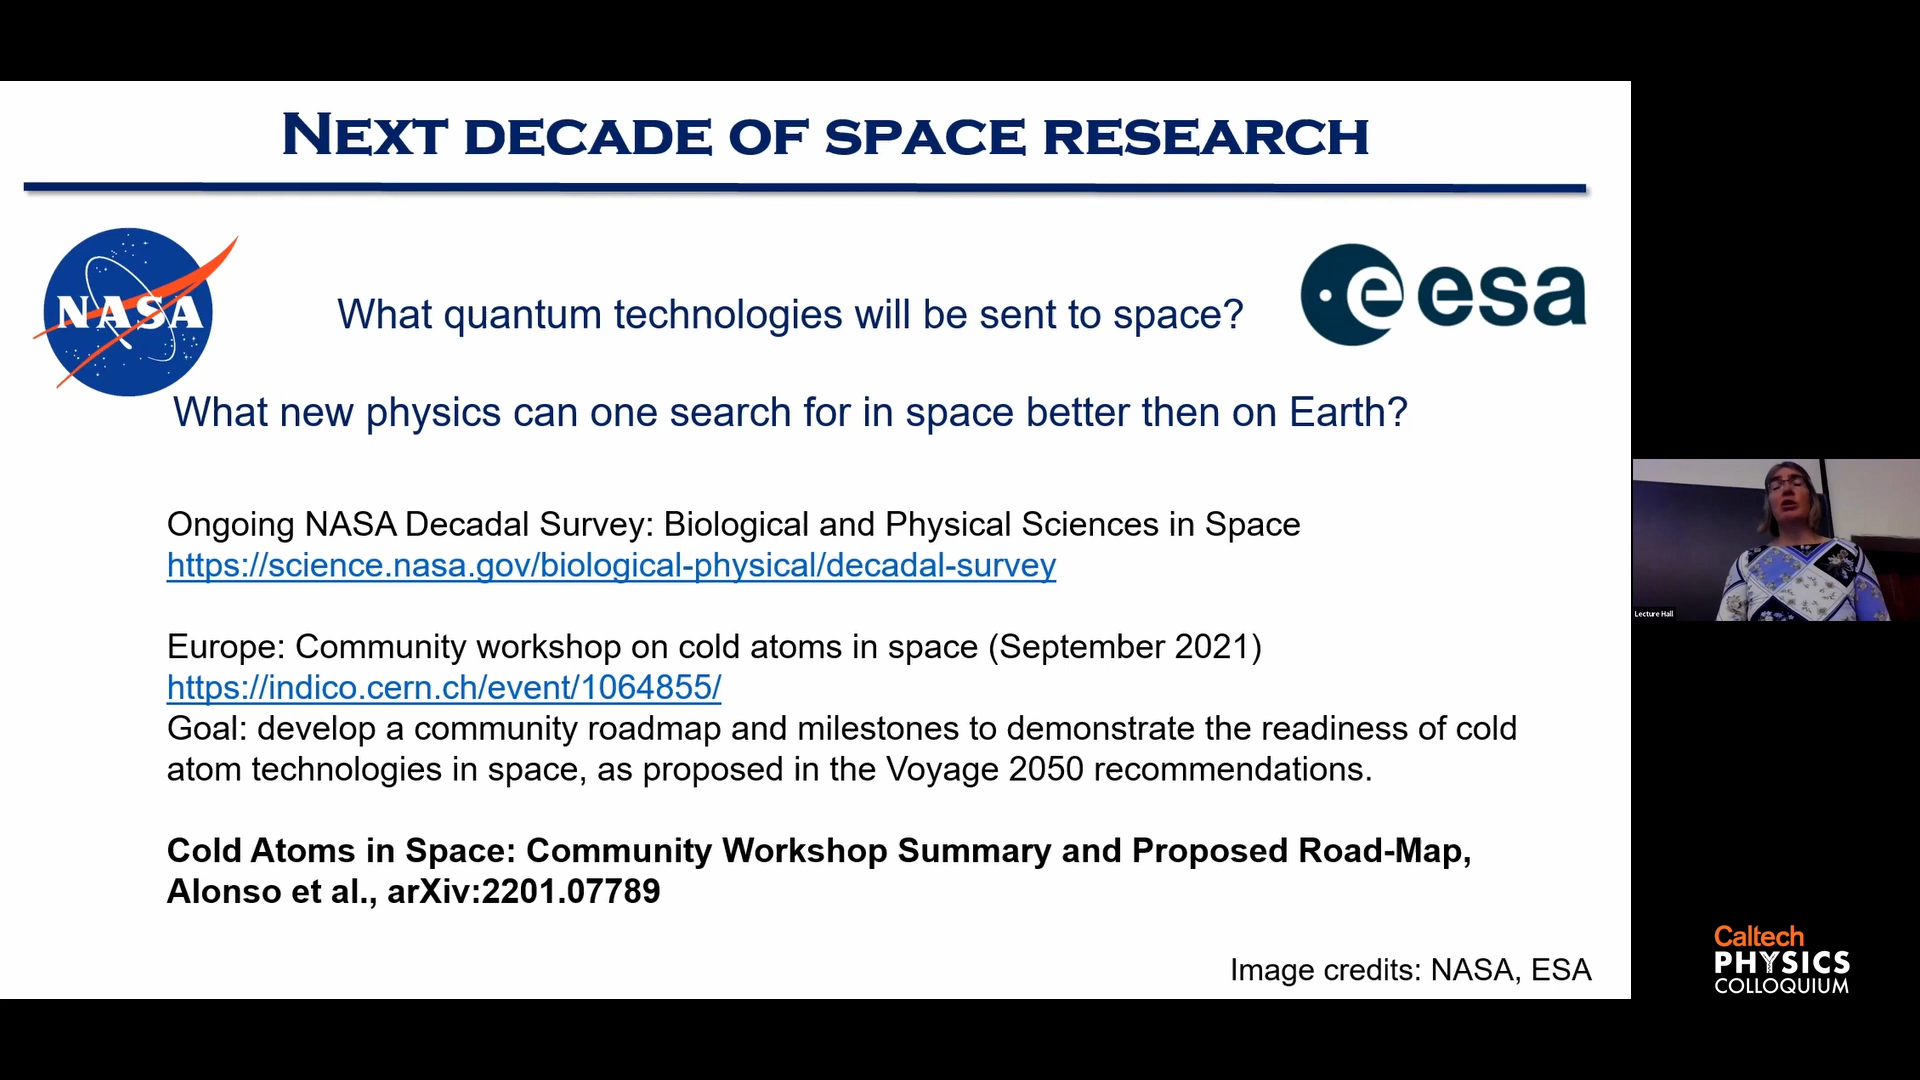 NEXT DECADE OF SPACE RESEARCH
NASA
esa
What quantum technologies will be sent to space?
What new physics can one search for in space better then on Earth?
Ongoing NASA Decadal Survey: Biological and Physical Sciences in Space
https://science.nasa.gov/biological-physical/decadal-survey
Europe: Community workshop on cold atoms in space (September 2021)
https://indico.cern.ch/event/1064855/
Goal: develop a community roadmap and milestones to demonstrate the readiness of cold
atom technologies in space, as proposed in the Voyage 2050 recommendations.
Cold Atoms in Space: Community Workshop Summary and Proposed Road-Map,
Alonso et al., arXiv:2201.07789
Image credits: NASA, ESA
Lecture Hall
Caltech
PHYSICS
COLLOQUIUM